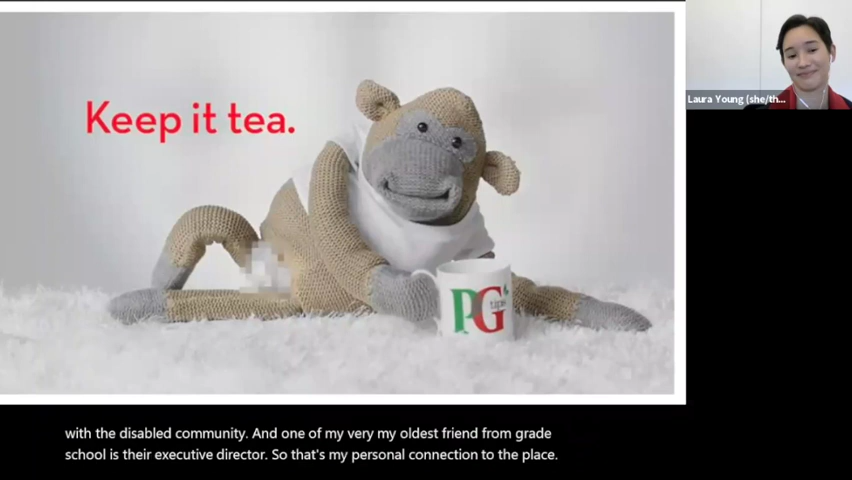 Keep it tea.
PG
tips
Laura Young (she/th...
with the disabled community. And one of my very my oldest friend from grade
school is their executive director. So that's my personal connection to the place.